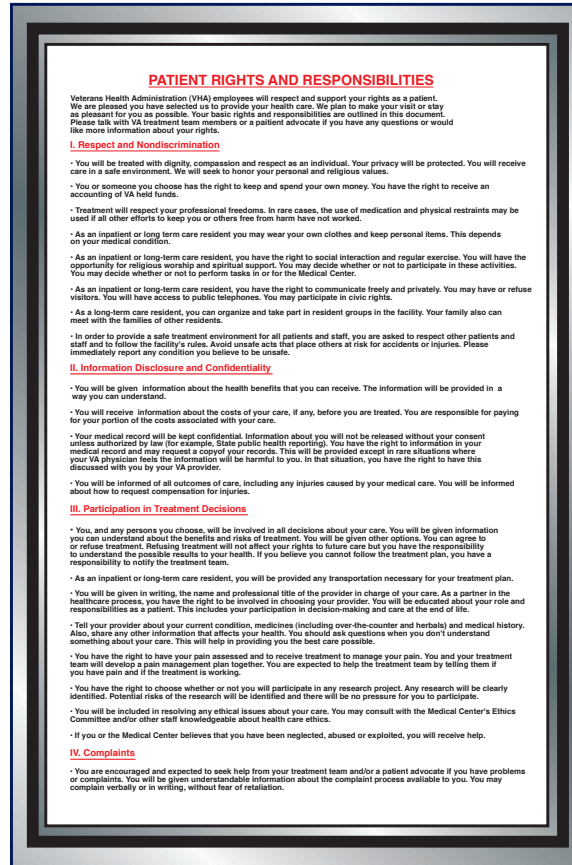 PATIENT RIGHTS AND RESPONSIBILITIES
Veterans Health Administration (VHA) employees will respect and support your rights as a patient.
We are pleased you have selected us to provide your health care. We plan to make your visit or stay
as pleasant for you as possible. Your basic rights and responsibilities are outlined in this document.
Please talk with VA treatment team members or a paitient advocate if you have any questions or would
like more information about your rights.
I. Respect and Nondiscrimination
• You will be treated with dignity, compassion and respect as an individual. Your privacy will be protected. You will receive
care in a safe environment. We will seek to honor your personal and religious values.
• You or someone you choose has the right to keep and spend your own money. You have the right to receive an
accounting of VA held funds.
• Treatment will respect your professional freedoms. In rare cases, the use of medication and physical restraints may be
used if all other efforts to keep you or others free from harm have not worked.
• As an inpatient or long term care resident you may wear your own clothes and keep personal items. This depends
on your medical condition.
• As an inpatient or long-term care resident, you have the right to social interaction and regular exercise. You will have the
opportunity for religious worship and spiritual support. You may decide whether or not to participate in these activities.
You may decide whether or not to perform tasks in or for the Medical Center.
• As an inpatient or long-term care resident, you have the right to communicate freely and privately. You may have or refuse
visitors. You will have access to public telephones. You may participate in civic rights.
• As a long-term care resident, you can organize and take part in resident groups in the facility. Your family also can
meet with the families of other residents.
• In order to provide a safe treatment environment for all patients and staff, you are asked to respect other patients and
staff and to follow the facility's rules. Avoid unsafe acts that place others at risk for accidents or injuries. Please
immediately report any condition you believe to be unsafe.
II. Information Disclosure and Confidentiality
• You will be given information about the health benefits that you can receive. The information will be provided in a
way you can understand.
• You will receive information about the costs of your care, if any, before you are treated. You are responsible for paying
for your portion of the costs associated with your care.
• Your medical record will be kept confidential. Information about you will not be released without your consent
unless authorized by law (for example, State public health reporting). You have the right to information in your
medical record and may request a copyof your records. This will be provided except in rare situations where
your VA physician feels the information will be harmful to you. In that situation, you have the right to have this
discussed with you by your VA provider.
• You will be informed of all outcomes of care, including any injuries caused by your medical care. You will be informed
about how to request compensation for injuries.
III. Participation in Treatment Decisions
• You, and any persons you choose, will be involved in all decisions about your care. You will be given information
you can understand about the benefits and risks of treatment. You will be given other options. You can agree to
or refuse treatment. Refusing treatment will not affect your rights to future care but you have the responsibility
to understand the possible results to your health. If you believe you cannot follow the treatment plan, you have a
responsibility to notify the treatment team.
• As an inpatient or long-term care resident, you will be provided any transportation necessary for your treatment plan.
• You will be given in writing, the name and professional title of the provider in charge of your care. As a partner in the
healthcare process, you have the right to be involved in choosing your provider. You will be educated about your role and
responsibilities as a patient. This includes your participation in decision-making and care at the end of life.
• Tell your provider about your current condition, medicines (including over-the-counter and herbals) and medical history.
Also, share any other information that affects your health. You should ask questions when you don't understand
something about your care. This will help in providing you the best care possible.
• You have the right to have your pain assessed and to receive treatment to manage your pain. You and your treatment
team will develop a pain management plan together. You are expected to help the treatment team by telling them if
you have pain and if the treatment is working.
• You have the right to choose whether or not you will participate in any research project. Any research will be clearly
identified. Potential risks of the research will be identified and there will be no pressure for you to participate.
• You will be included in resolving any ethical issues about your care. You may consult with the Medical Center's Ethics
Committee and/or other staff knowledgeable about health care ethics.
• If you or the Medical Center believes that you have been neglected, abused or exploited, you will receive help.
IV. Complaints
• You are encouraged and expected to seek help from your treatment team and/or a patient advocate if you have problems
or complaints. You will be given understandable information about the complaint process avaliable to you. You may
complain verbally or in writing, without fear of retaliation.